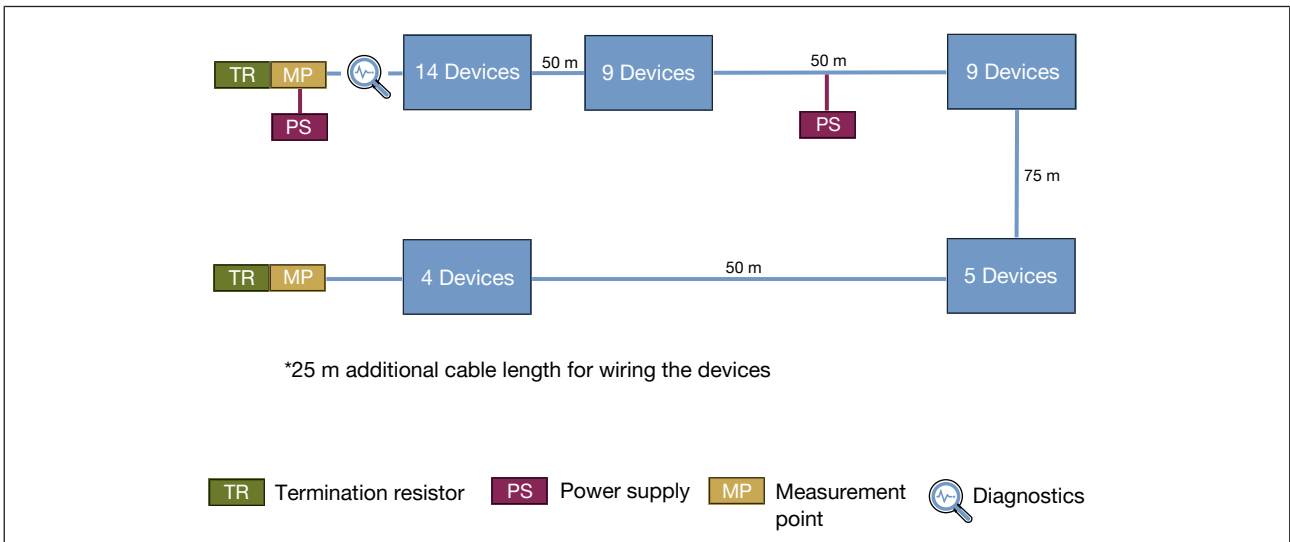 TR MP 14 Devices 50 m 9 Devices 50 m 9 Devices
PS PS
75 m
TR MP 4 Devices 50 m 5 Devices
*25 m additional cable length for wiring the devices
TR Termination resistor PS Power supply MP Measurement point Diagnostics